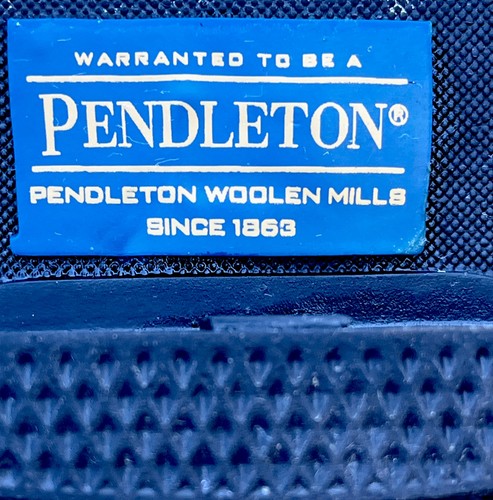 WARRANTED TO BE A
PENDLETON®
PENDLETON WOOLEN MILLS
SINCE 1863